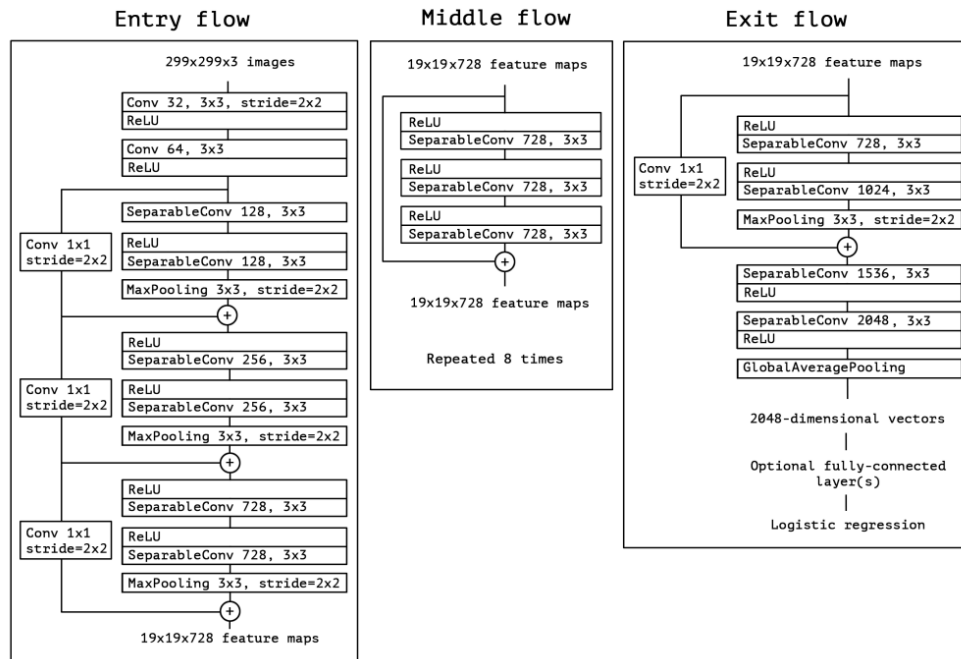 Entry flow
299x299x3 images
Conv 32, 3x3, stride=2x2
ReLU
Conv 64, 3x3
ReLU
SeparableConv 128, 3x3
Conv 1x1
stride=2x2
ReLU
SeparableConv 128, 3x3
MaxPooling 3x3, stride=2x2
+
ReLU
SeparableConv 256, 3x3
Conv 1x1
stride=2x2
ReLU
SeparableConv 256, 3x3
MaxPooling 3x3, stride=2x2
+
ReLU
SeparableConv 728, 3x3
Conv 1x1
stride=2x2
ReLU
SeparableConv 728, 3x3
MaxPooling 3x3, stride=2x2
+
19x19x728 feature maps
Middle flow
19x19x728 feature maps
ReLU
SeparableConv 728, 3x3
ReLU
SeparableConv 728, 3x3
ReLU
SeparableConv 728, 3x3
+
19x19x728 feature maps
Repeated 8 times
Exit flow
19x19x728 feature maps
ReLU
SeparableConv 728, 3x3
Conv 1x1
stride=2x2
ReLU
SeparableConv 1024, 3x3
MaxPooling 3x3, stride=2x2
+
SeparableConv 1536, 3x3
ReLU
SeparableConv 2048, 3x3
ReLU
GlobalAveragePooling
2048-dimensional vectors
Optional fully-connected
layer(s)
Logistic regression